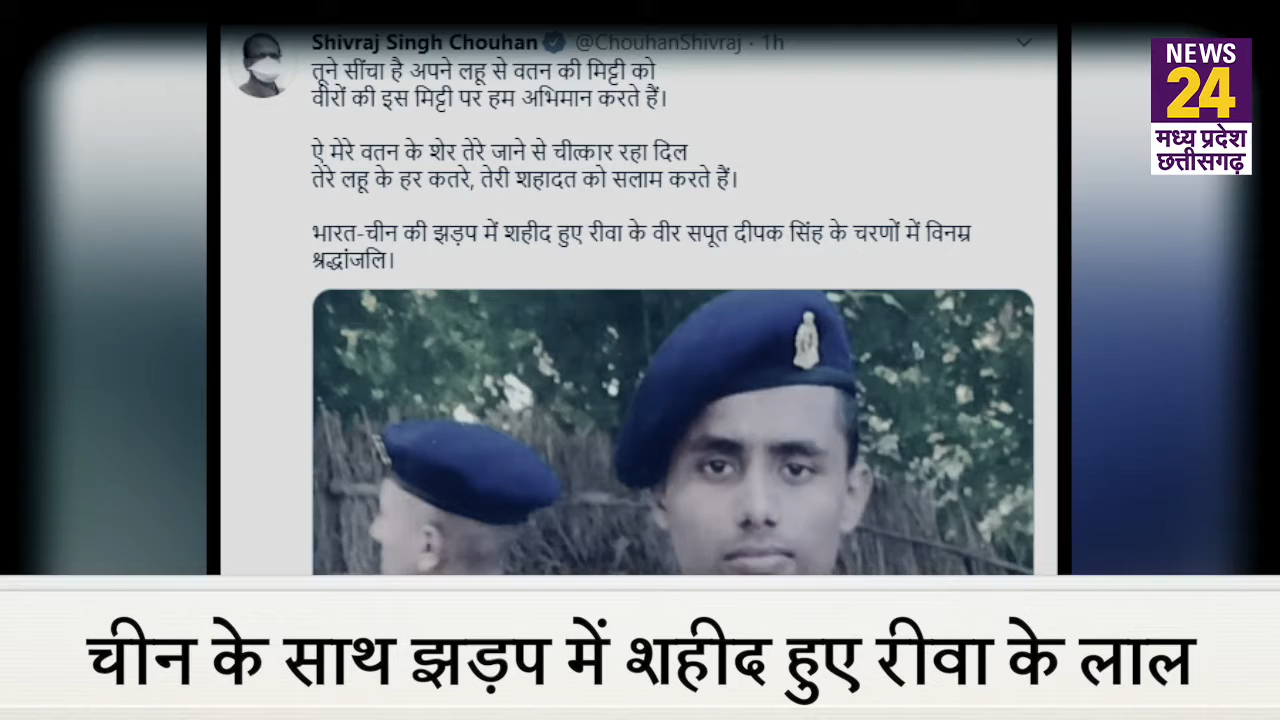 Shivraj Singh Chouhan @ChouhanShivraj · 1h
तूने सींचा है अपने लहू से वतन की मिट्टी को
वीरों की इस मिट्टी पर हम अभिमान करते हैं।
ऐ मेरे वतन के शेर तेरे जाने से चीत्कार रहा दिल
तेरे लहू के हर कतरे, तेरी शहादत को सलाम करते हैं।
भारत-चीन की झड़प में शहीद हुए रीवा के वीर सपूत दीपक सिंह के चरणों में विनम्र
श्रद्धांजलि।
NEWS
24
मध्य प्रदेश
छत्तीसगढ़
चीन के साथ झड़प में शहीद हुए रीवा के लाल